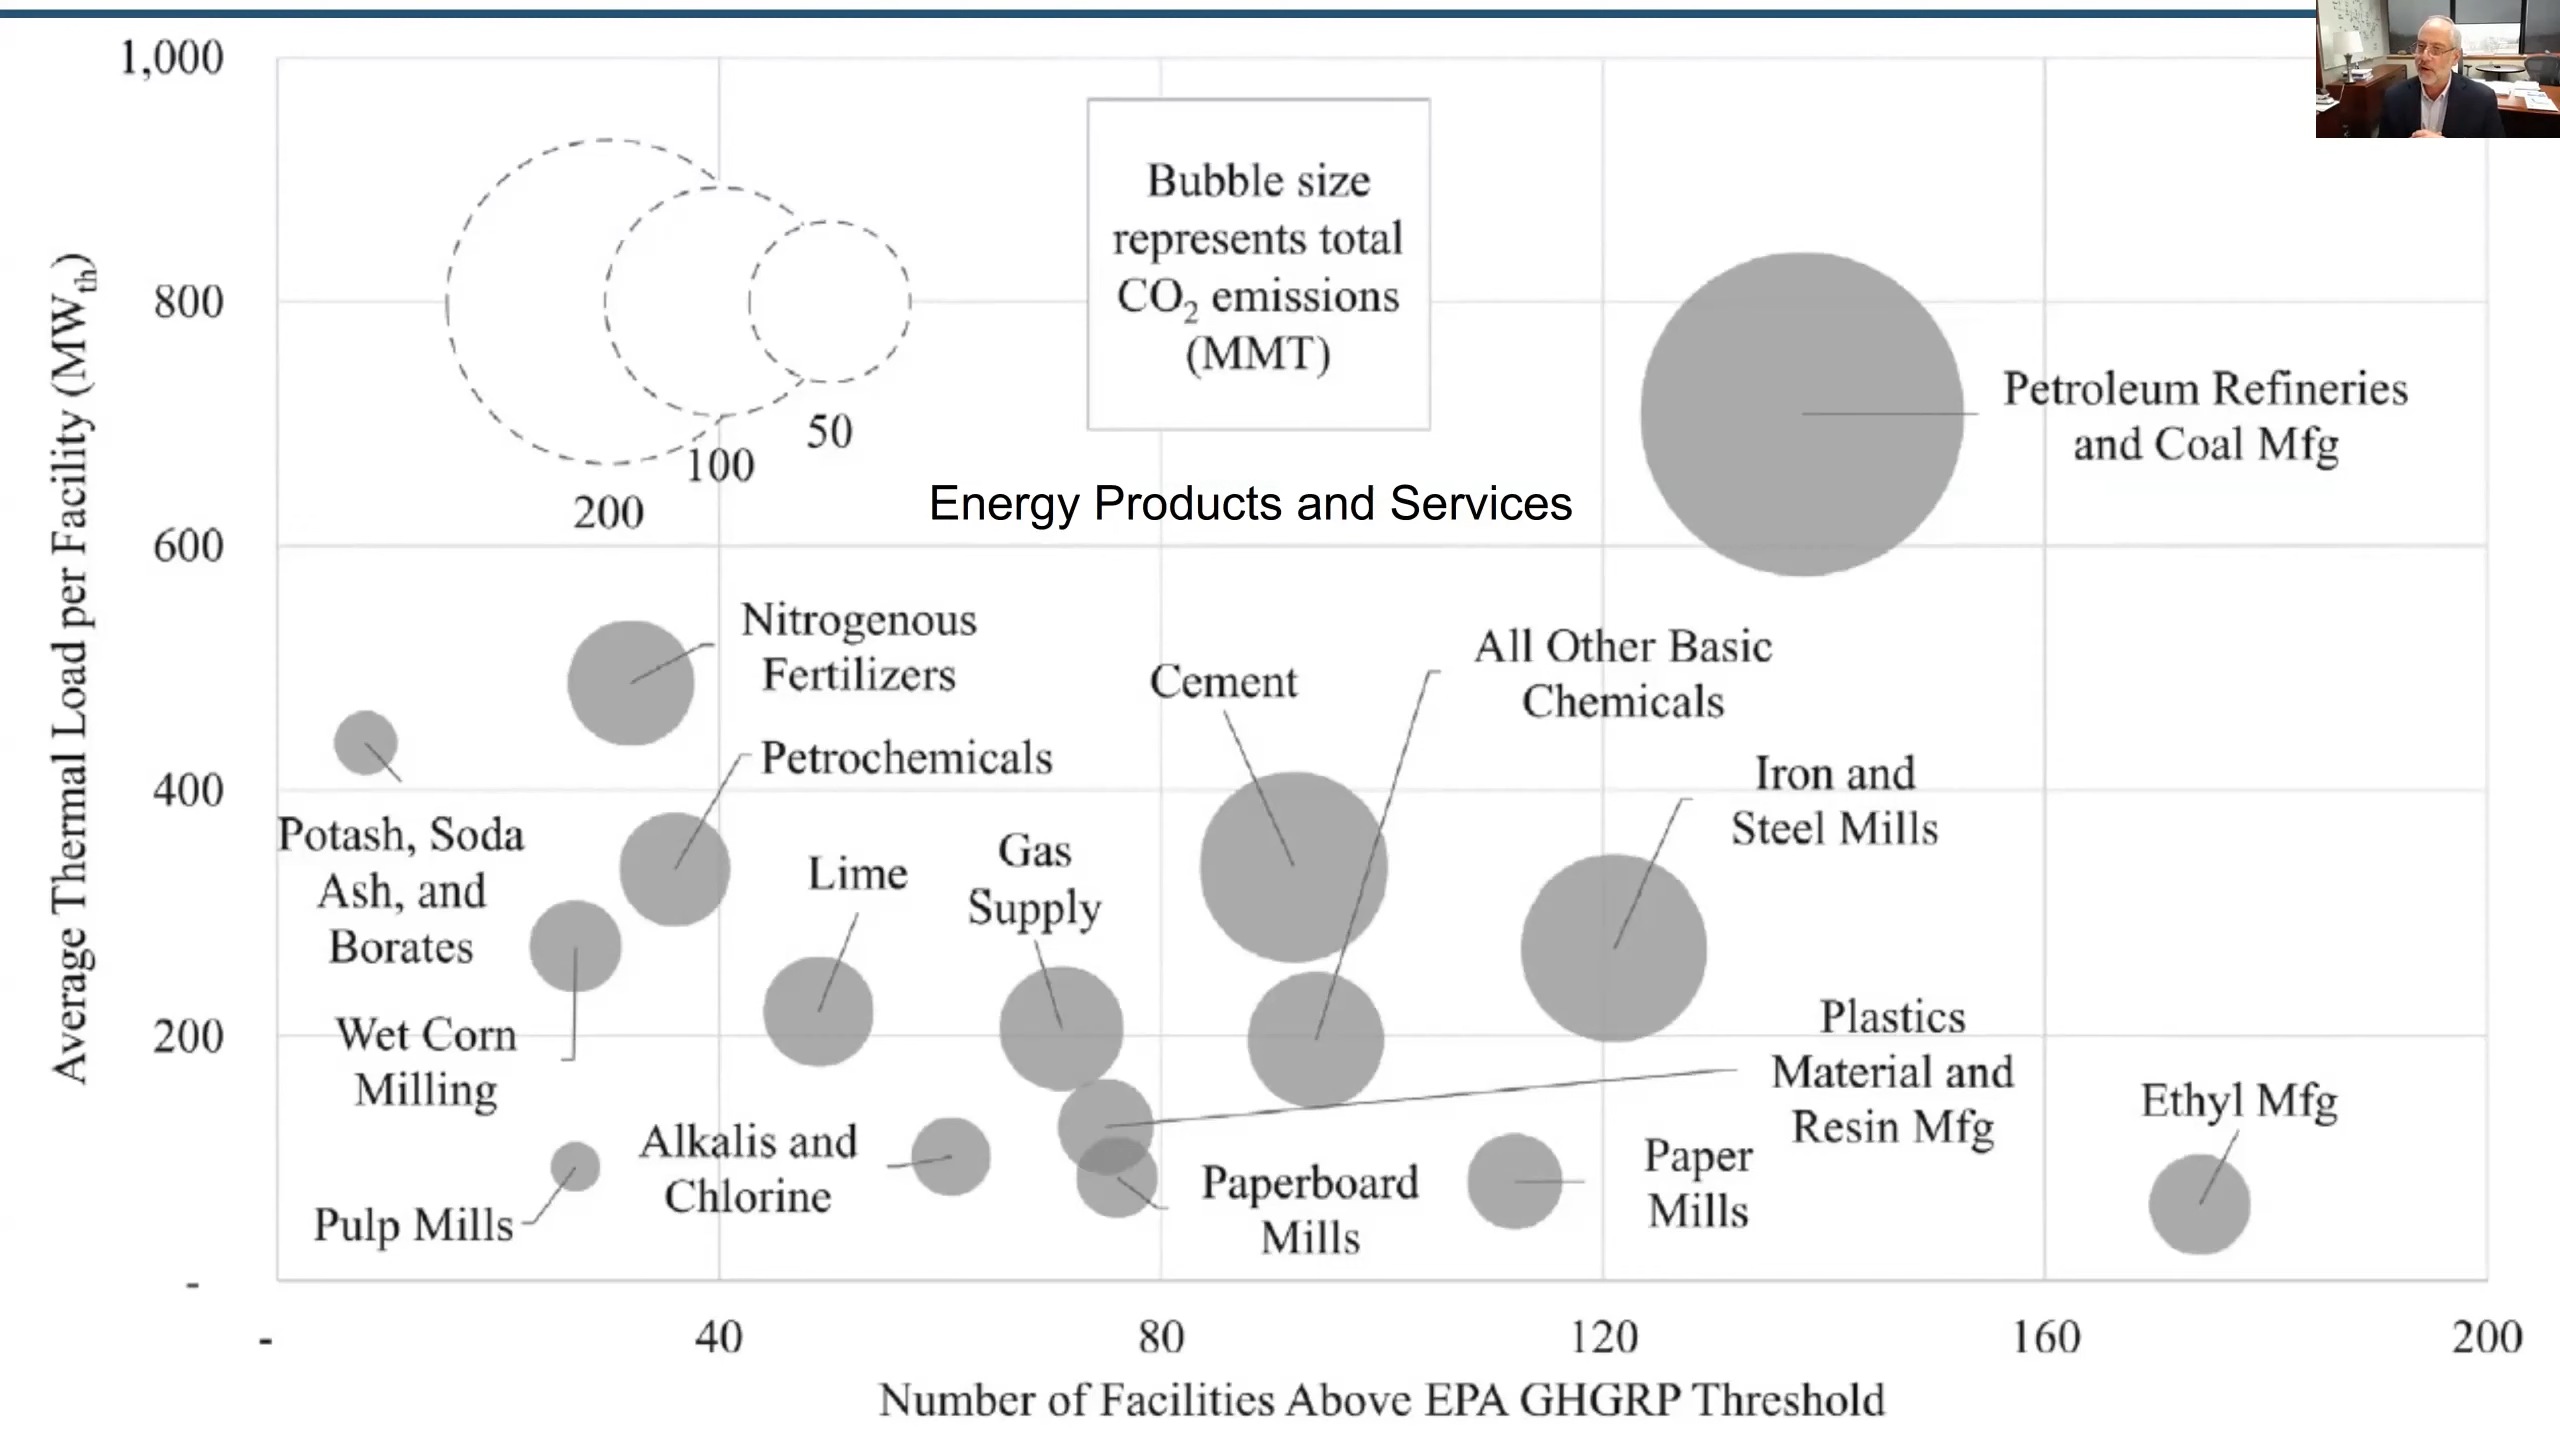 1,000
800
600
400
200
-
Average Thermal Load per Facility (MWth)
-
40
80
120
160
200
Number of Facilities Above EPA GHGRP Threshold
200
100
50
Bubble size
represents total
CO2 emissions
(MMT)
Energy Products and Services
Petroleum Refineries
and Coal Mfg
Nitrogenous
Fertilizers
Petrochemicals
Potash, Soda
Ash, and
Borates
Wet Corn
Milling
Pulp Mills
Lime
Gas
Supply
Alkalis and
Chlorine
Cement
All Other Basic
Chemicals
Iron and
Steel Mills
Plastics
Material and
Resin Mfg
Paperboard
Mills
Paper
Mills
Ethyl Mfg